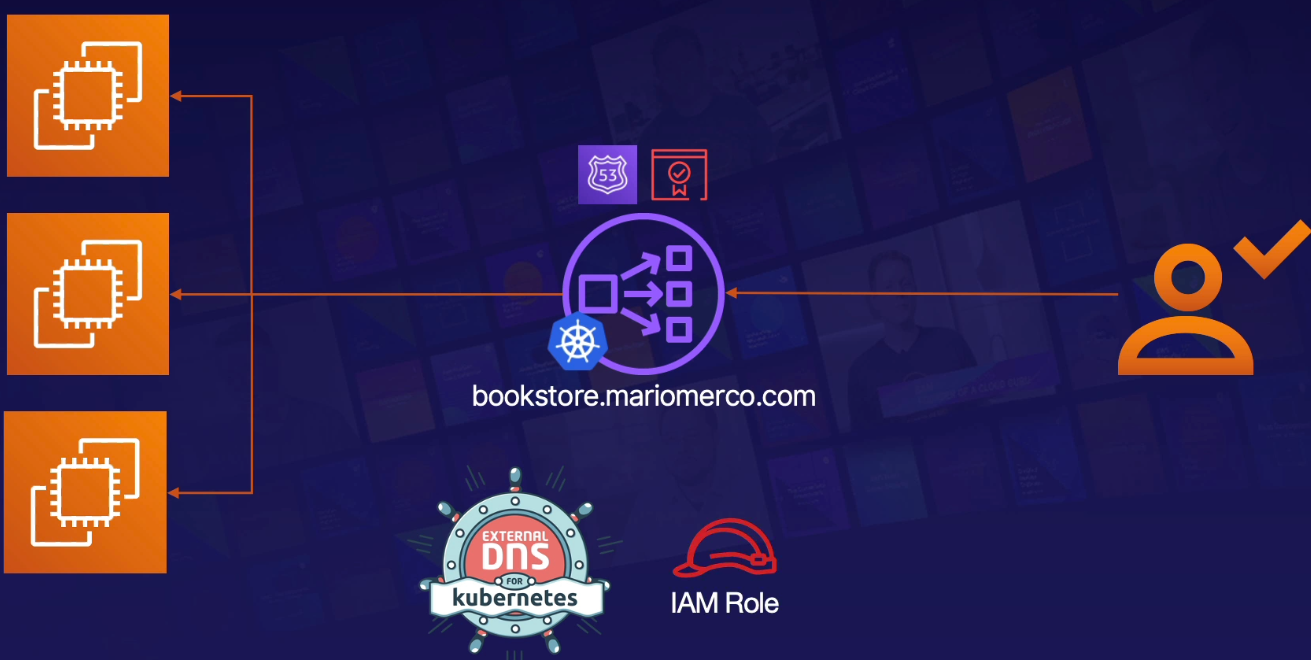 53
bookstore.mariomerco.com
EXTERNAL
DNS
FOR
kubernetes
IAM Role